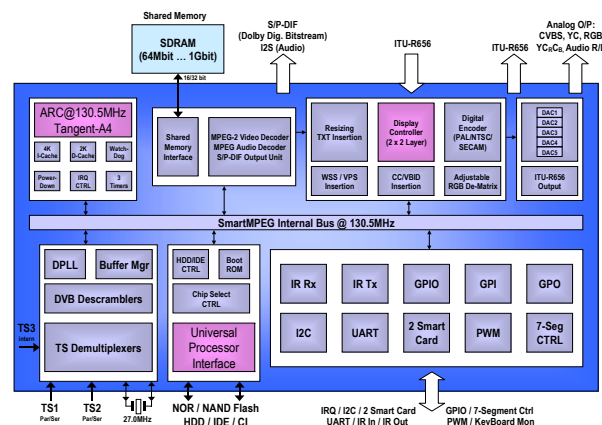 Shared Memory
SDRAM
(64Mbit ... 1Gbit)
16/32 bit
S/P-DIF
(Dolby Dig. Bitstream)
I2S (Audio)
ITU-R656
ITU-R656
Analog O/P:
CVBS, YC, RGB
YCRCB, Audio R/L
ARC@130.5MHz
Tangent-A4
4K
I-Cache
2K
D-Cache
Watch-
Dog
Power-
Down
IRQ
CTRL
3
Timers
Shared
Memory
Interface
MPEG-2 Video Decoder
MPEG Audio Decoder
S/P-DIF Output Unit
Resizing
TXT Insertion
Display
Controller
(2 x 2 Layer)
Digital
Encoder
(PAL/NTSC/
SECAM)
WSS / VPS
Insertion
CC/VBID
Insertion
Adjustable
RGB De-Matrix
DAC1
DAC2
DAC3
DAC4
DAC5
ITU-R656
Output
SmartMPEG Internal Bus @ 130.5MHz
DPLL
Buffer Mgr
DVB Descramblers
TS Demultiplexers
TS3
intern
HDD/IDE
CTRL
Boot
ROM
Chip Select
CTRL
Universal
Processor
Interface
IR Rx
IR Tx
GPIO
GPI
GPO
I2C
UART
2 Smart
Card
PWM
7-Seg
CTRL
TS1
Par/Ser
TS2
Par/Ser
27.0MHz
NOR / NAND Flash
HDD / IDE / CI
IRQ / I2C / 2 Smart Card
UART / IR In / IR Out
GPIO / 7-Segment Ctrl
PWM / KeyBoard Mon